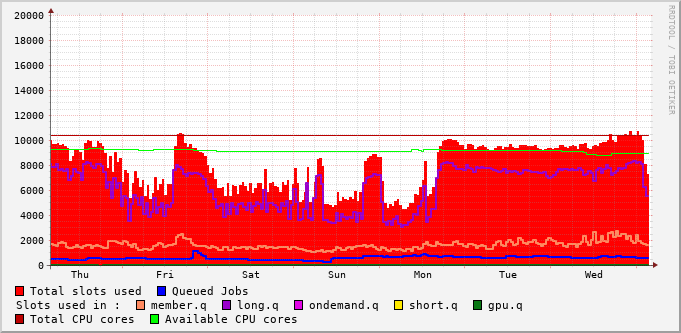 20000
18000
16000
14000
12000
10000
8000
6000
4000
2000
0
Thu Fri Sat Sun Mon Tue Wed
RRDTOOL / TOBI OETIKER
Total slots used Queued Jobs
Slots used in : member.q long.q ondemand.q short.q gpu.q
Total CPU cores Available CPU cores